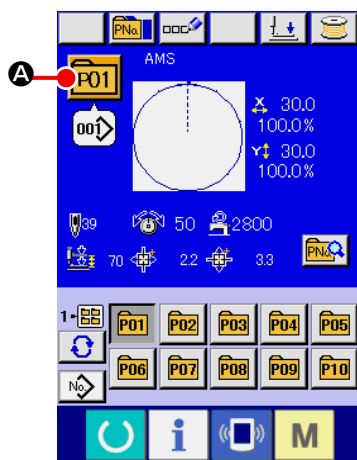 PNo.
AMS
A
P01
001
X 30.0
100.0%
Y 30.0
100.0%
39 50 2800
PNo.
70 2.2 3.3
1-
P01 P02 P03 P04 P05
P06 P07 P08 P09 P10
No.
i M